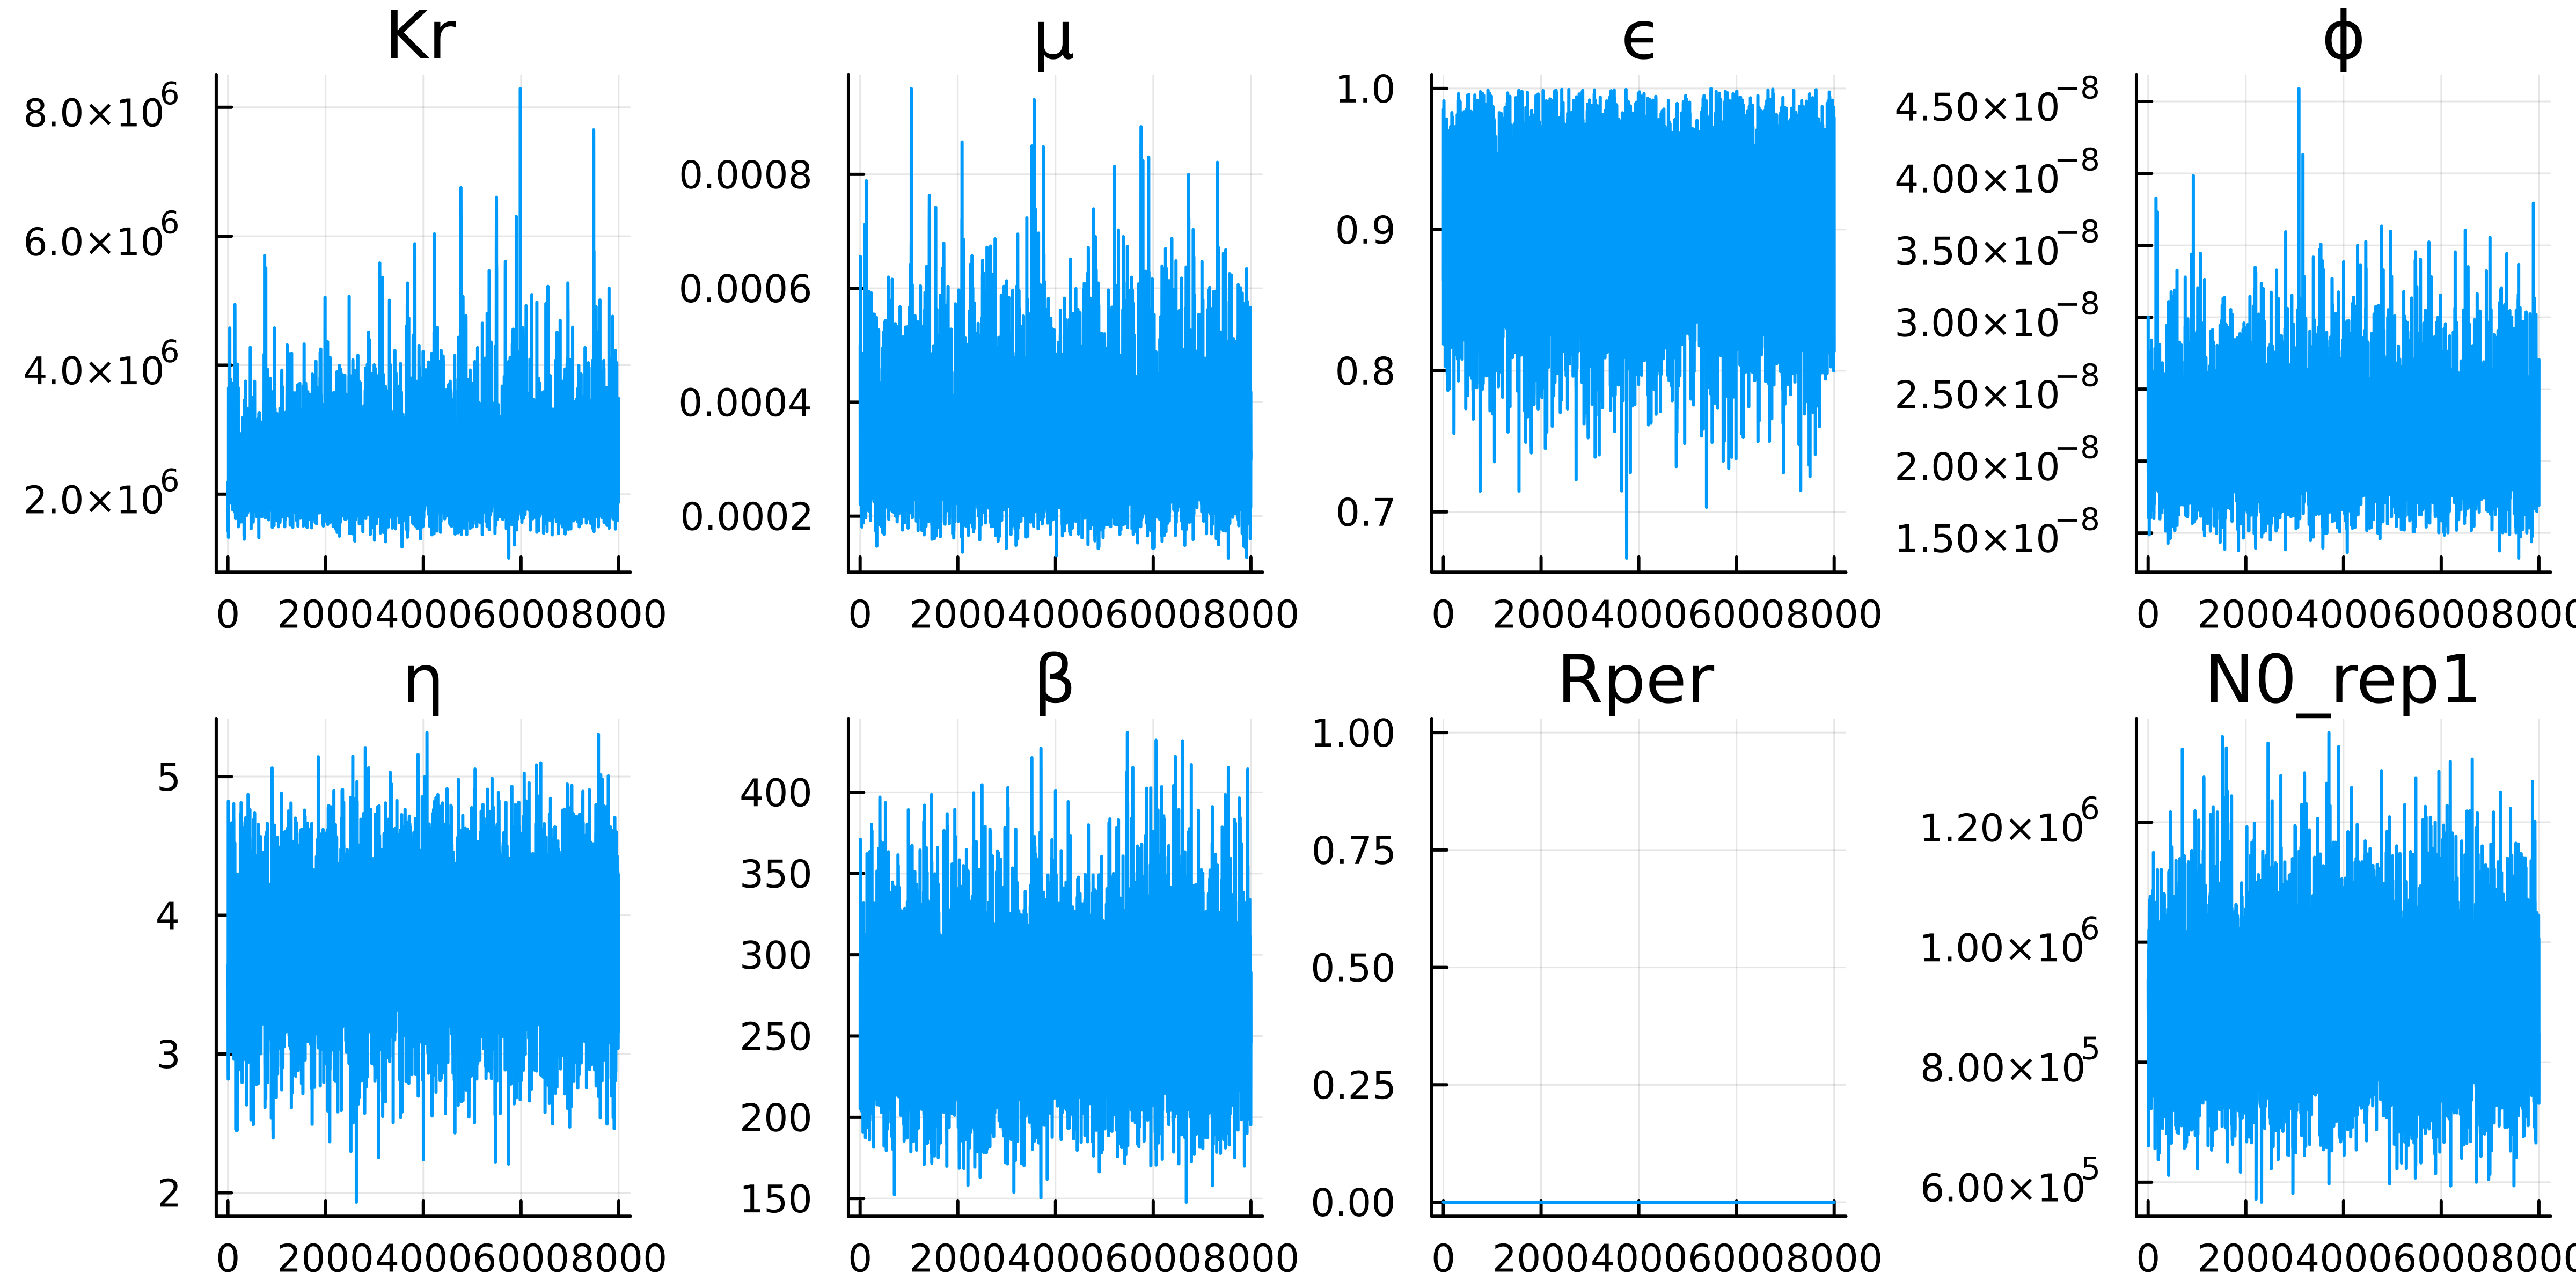 Kr
μ
ϵ
ϕ
8.0×10⁶
6.0×10⁶
4.0×10⁶
2.0×10⁶
0 2000 4000 6000 8000
0.0008
0.0006
0.0004
0.0002
0 2000 4000 6000 8000
1.0
0.9
0.8
0.7
0 2000 4000 6000 8000
4.50×10⁻⁸
4.00×10⁻⁸
3.50×10⁻⁸
3.00×10⁻⁸
2.50×10⁻⁸
2.00×10⁻⁸
1.50×10⁻⁸
0 2000 4000 6000 8000
η
β
Rper
N0_rep1
5
4
3
2
0 2000 4000 6000 8000
400
350
300
250
200
150
0 2000 4000 6000 8000
1.00
0.75
0.50
0.25
0.00
0 2000 4000 6000 8000
1.20×10⁶
1.00×10⁶
8.00×10⁵
6.00×10⁵
0 2000 4000 6000 8000